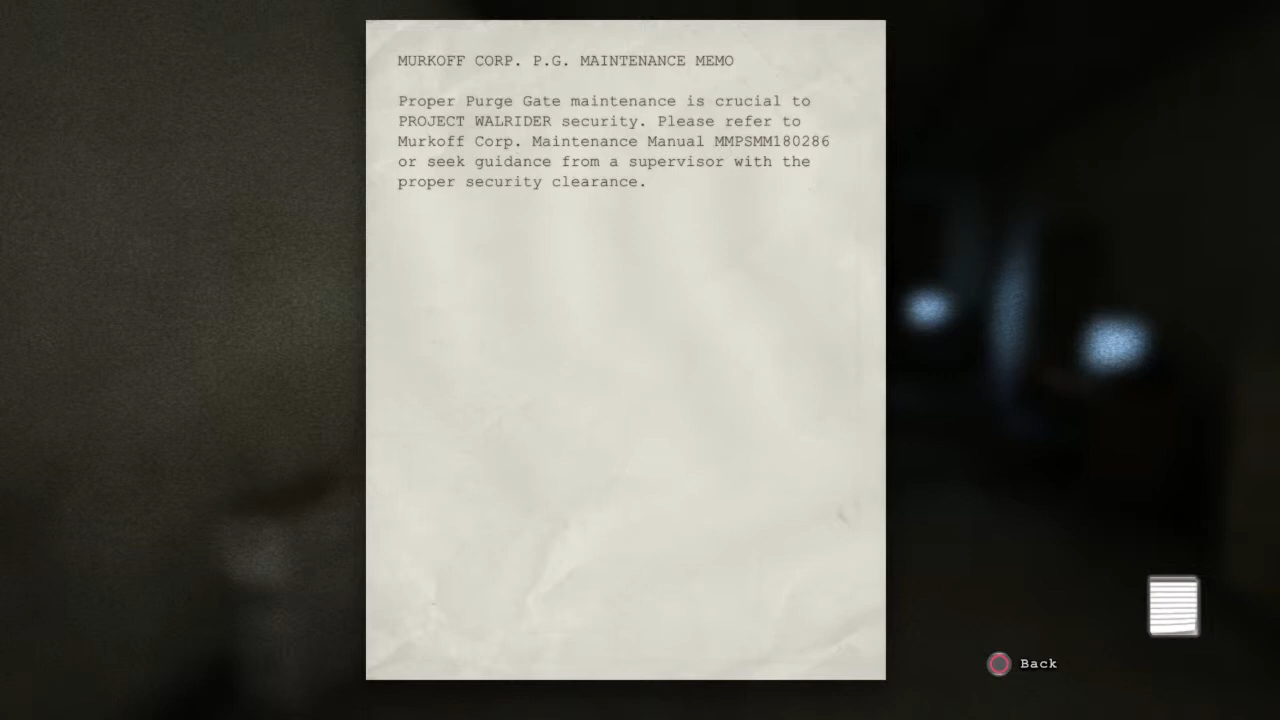 MURKOFF CORP. P.G. MAINTENANCE MEMO
Proper Purge Gate maintenance is crucial to
PROJECT WALRIDER security. Please refer to
Murkoff Corp. Maintenance Manual MMPSMM180286
or seek guidance from a supervisor with the
proper security clearance.
Back